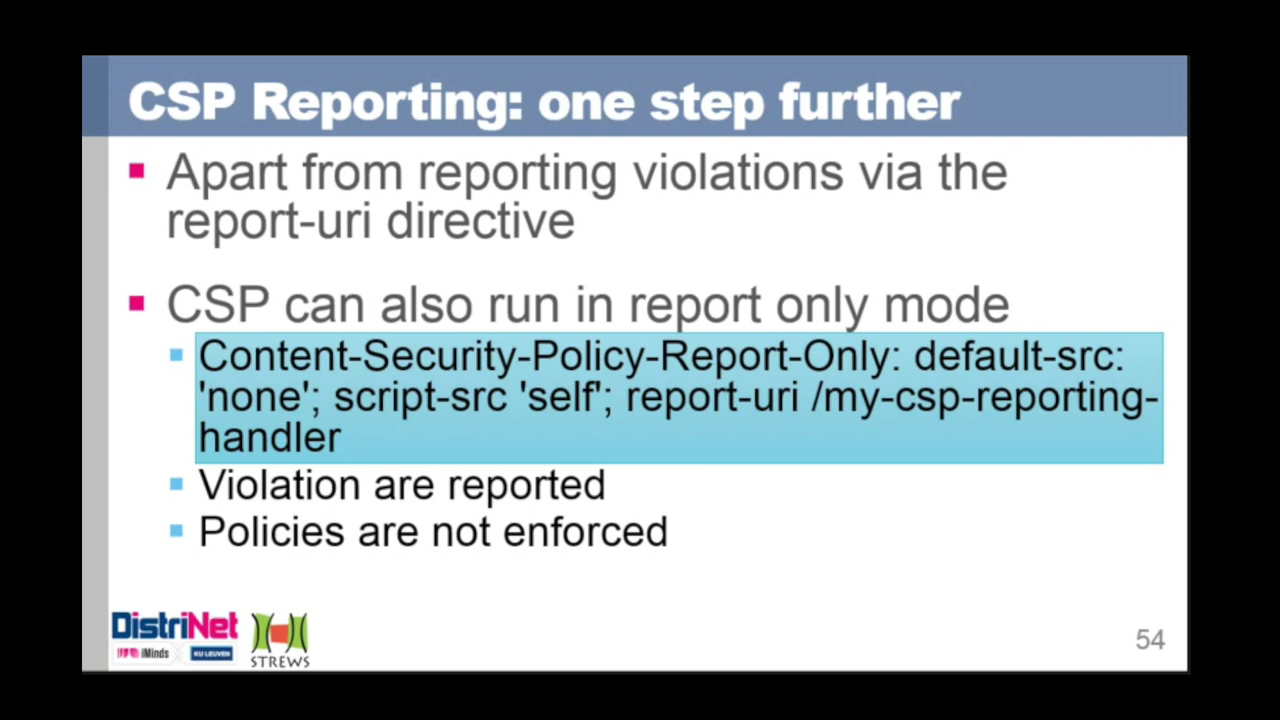 CSP Reporting: one step further
Apart from reporting violations via the
report-uri directive
CSP can also run in report only mode
Content-Security-Policy-Report-Only: default-src:
'none'; script-src 'self'; report-uri /my-csp-reporting-
handler
Violation are reported
Policies are not enforced
DistriNet
iMinds
KU LEUVEN
STREWS
54